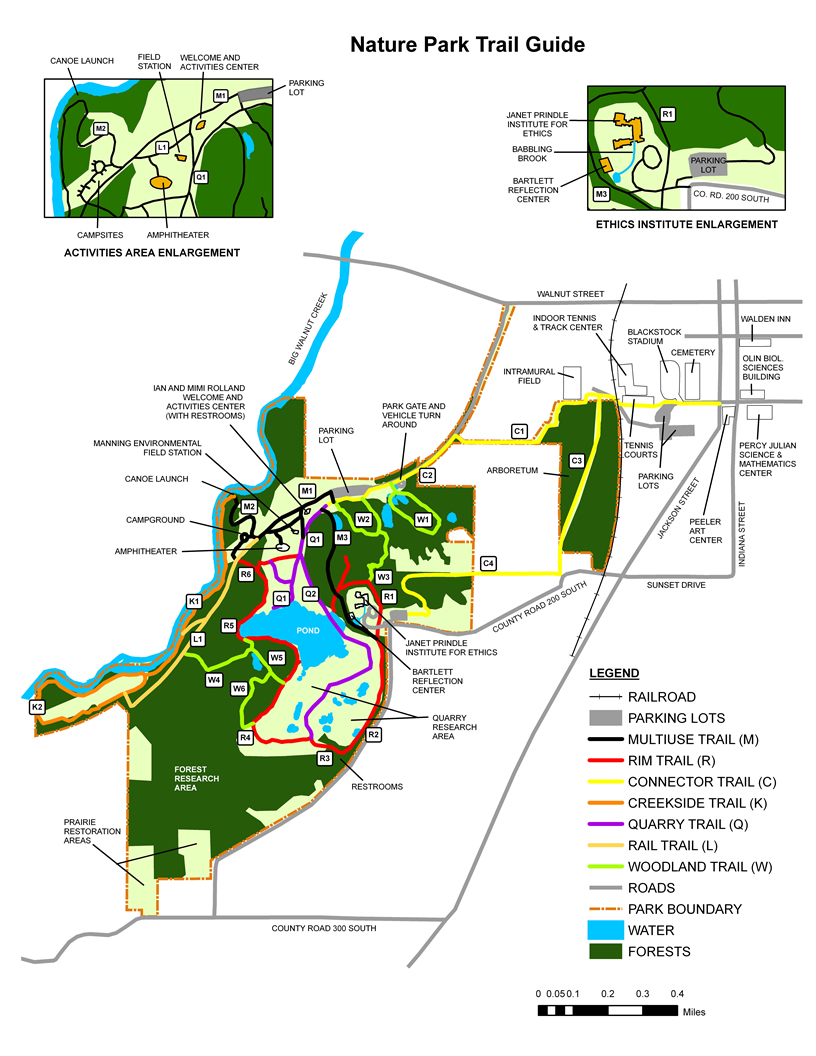 Nature Park Trail Guide
CANOE LAUNCH
FIELD
STATION
WELCOME AND
ACTIVITIES CENTER
PARKING
LOT
M1
M2
L1
Q1
CAMPSITES
AMPHITHEATER
ACTIVITIES AREA ENLARGEMENT
JANET PRINDLE
INSTITUTE FOR
ETHICS
BABBLING
BROOK
BARTLETT
REFLECTION
CENTER
R1
PARKING
LOT
M3
CO. RD. 200 SOUTH
ETHICS INSTITUTE ENLARGEMENT
BIG WALNUT CREEK
WALNUT STREET
INDOOR TENNIS
& TRACK CENTER
BLACKSTOCK
STADIUM
CEMETERY
WALDEN INN
OLIN BIOL.
SCIENCES
BUILDING
INTRAMURAL
FIELD
IAN AND MIMI ROLLAND
WELCOME AND
ACTIVITIES CENTER
(WITH RESTROOMS)
PARK GATE AND
VEHICLE TURN
AROUND
PARKING
LOT
MANNING ENVIRONMENTAL
FIELD STATION
CANOE LAUNCH
CAMPGROUND
AMPHITHEATER
C1
C2
C3
C4
ARBORETUM
TENNIS
COURTS
PARKING
LOTS
PERCY JULIAN
SCIENCE &
MATHEMATICS
CENTER
PEELER
ART
CENTER
JACKSON STREET
INDIANA STREET
SUNSET DRIVE
COUNTY ROAD 200 SOUTH
M1
M2
M3
W2
W1
Q1
W3
R1
R6
Q1
Q2
K1
R5
L1
POND
W5
W4
W6
K2
R4
R3
R2
JANET PRINDLE
INSTITUTE FOR ETHICS
BARTLETT
REFLECTION
CENTER
QUARRY
RESEARCH
AREA
RESTROOMS
FOREST
RESEARCH
AREA
PRAIRIE
RESTORATION
AREAS
COUNTY ROAD 300 SOUTH
LEGEND
RAILROAD
PARKING LOTS
MULTIUSE TRAIL (M)
RIM TRAIL (R)
CONNECTOR TRAIL (C)
CREEKSIDE TRAIL (K)
QUARRY TRAIL (Q)
RAIL TRAIL (L)
WOODLAND TRAIL (W)
ROADS
PARK BOUNDARY
WATER
FORESTS
0 0.05 0.1 0.2 0.3 0.4
Miles